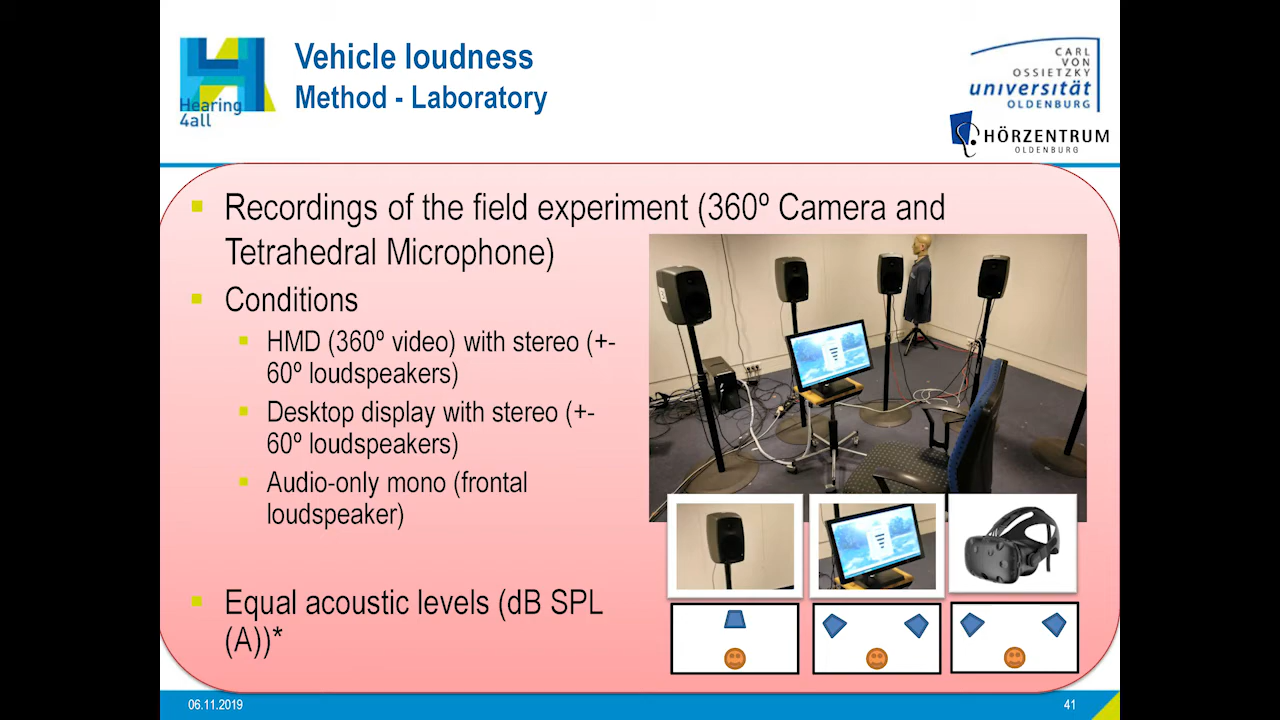 Hearing
4all
Vehicle loudness
Method - Laboratory
CARL
VON
OSSIETZKY
universität
OLDENBURG
HÖRZENTRUM
OLDENBURG
Recordings of the field experiment (360º Camera and
Tetrahedral Microphone)
Conditions
HMD (360º video) with stereo (+-
60º loudspeakers)
Desktop display with stereo (+-
60º loudspeakers)
Audio-only mono (frontal
loudspeaker)
Equal acoustic levels (dB SPL
(A))*
06.11.2019
41